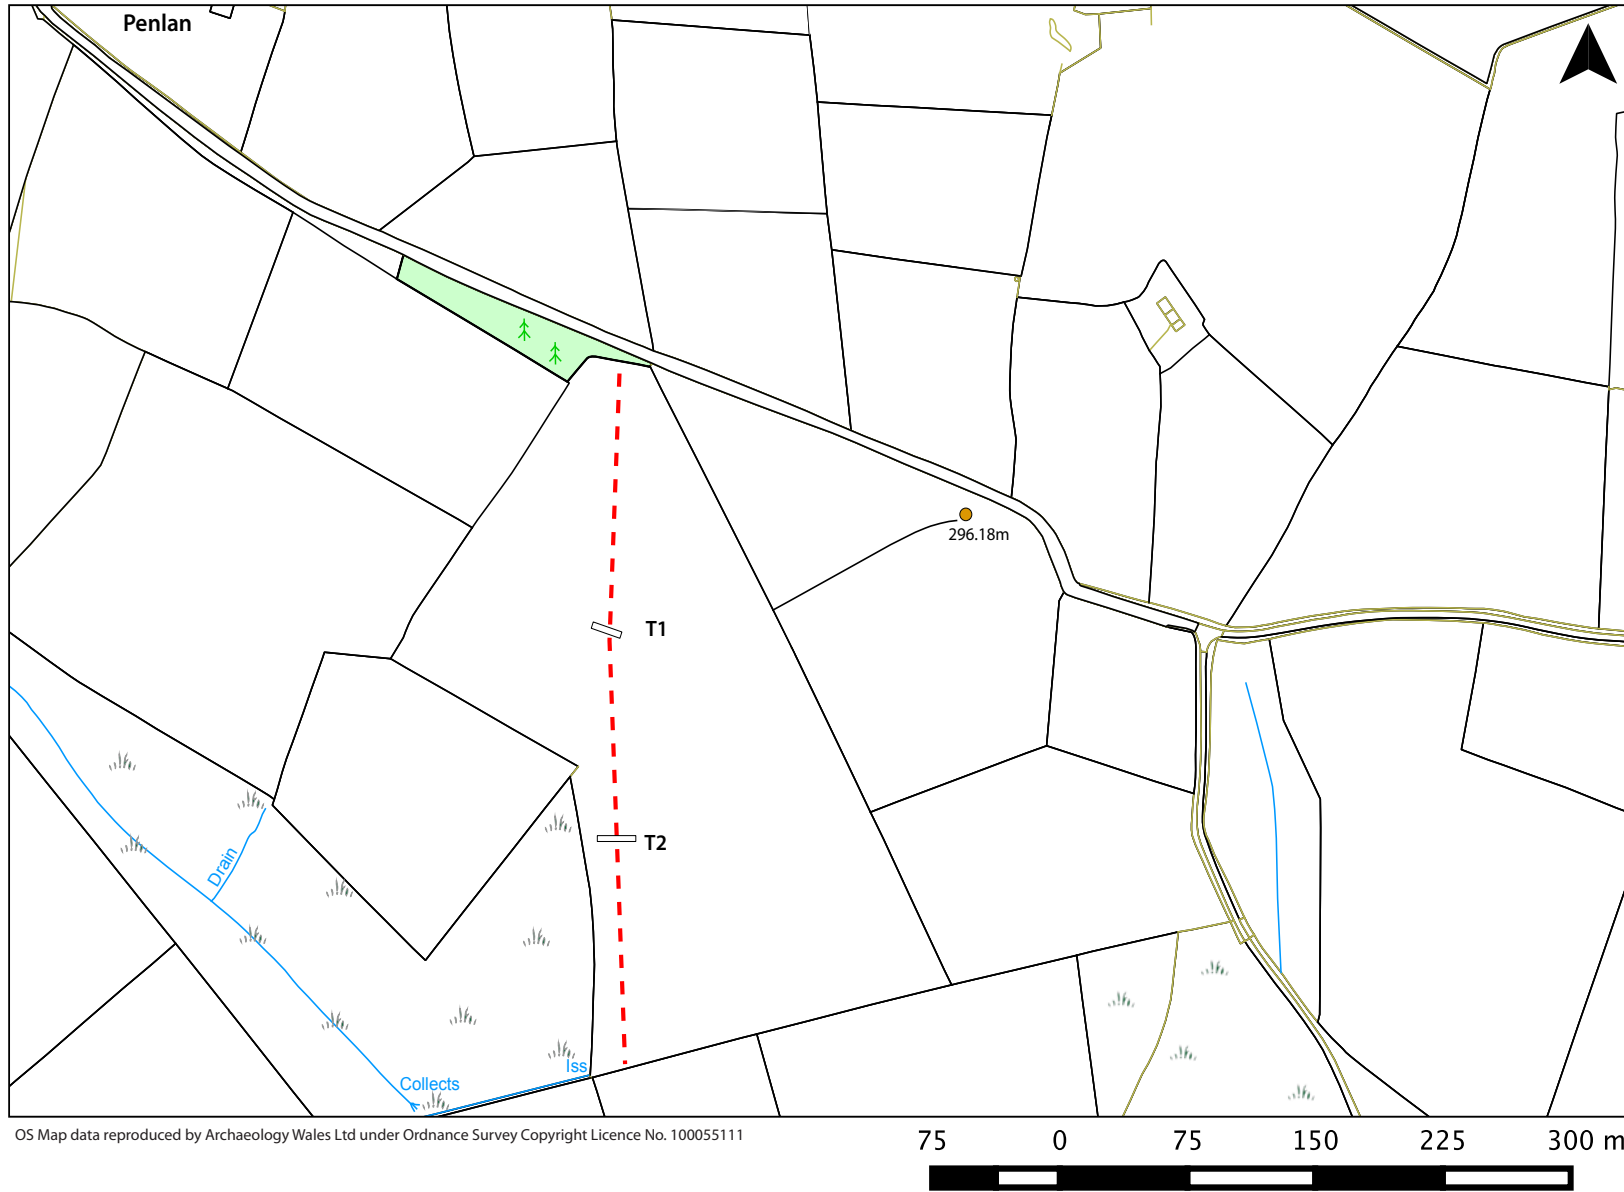 Penlan
296.18m
T1
T2
Drain
Iss
Collects
OS Map data reproduced by Archaeology Wales Ltd under Ordnance Survey Copyright Licence No. 100055111
75 0 75 150 225 300 m